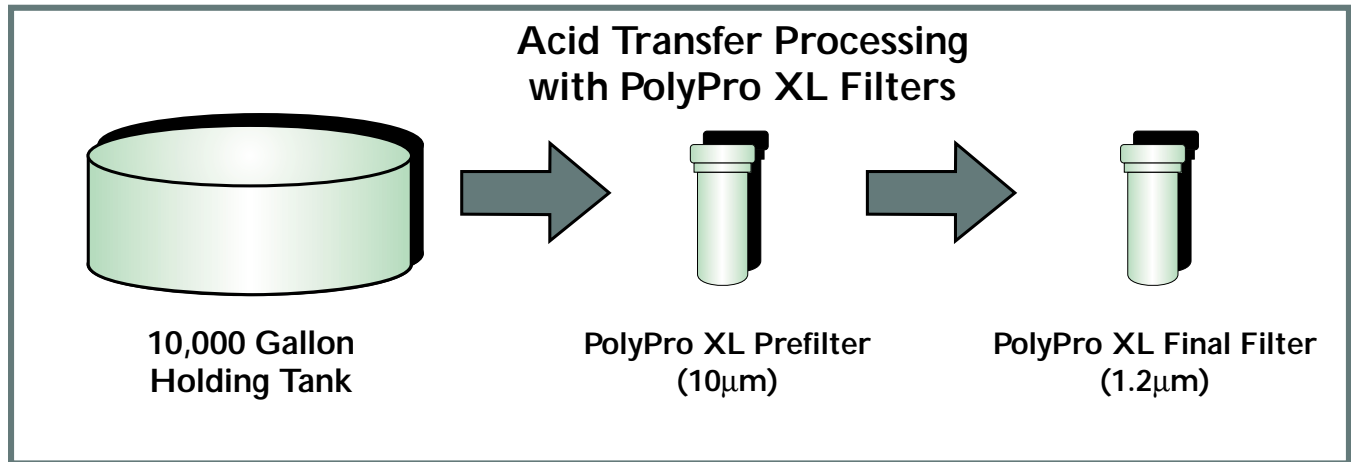 Acid Transfer Processing
with PolyPro XL Filters
10,000 Gallon
Holding Tank
PolyPro XL Prefilter
(10μm)
PolyPro XL Final Filter
(1.2μm)